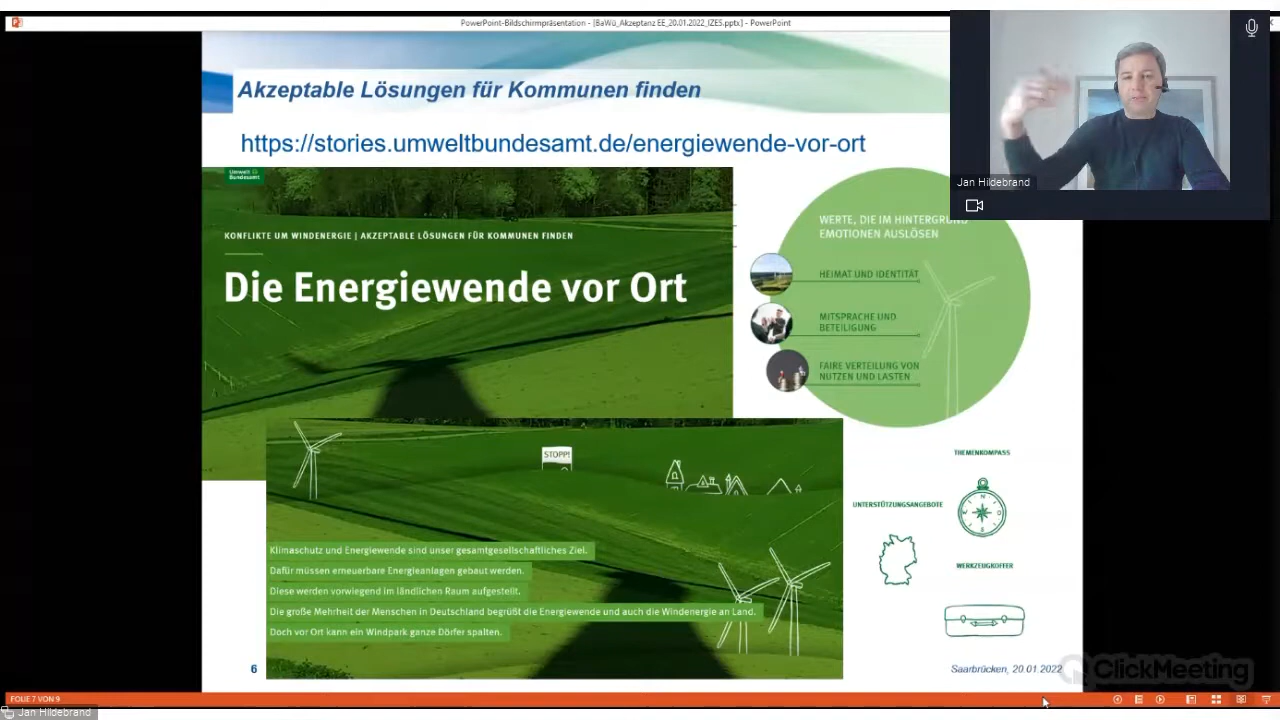 PowerPoint-Bildschirmpräsentation - [BaWü_Akzeptanz EE_20.01.2022_IZES.pptx] - PowerPoint
Akzeptable Lösungen für Kommunen finden
https://stories.umweltbundesamt.de/energiewende-vor-ort
Jan Hildebrand
Umwelt
Bundesamt
KONFLIKTE UM WINDENERGIE | AKZEPTABLE LÖSUNGEN FÜR KOMMUNEN FINDEN
Die Energiewende vor Ort
WERTE, DIE IM HINTERGRUND
EMOTIONEN AUSLÖSEN
HEIMAT UND IDENTITÄT
MITSPRACHE UND
BETEILIGUNG
FAIRE VERTEILUNG VON
NUTZEN UND LASTEN
STOPP!
Klimaschutz und Energiewende sind unser gesamtgesellschaftliches Ziel.
Dafür müssen erneuerbare Energieanlagen gebaut werden.
Diese werden vorwiegend im ländlichen Raum aufgestellt.
Die große Mehrheit der Menschen in Deutschland begrüßt die Energiewende und auch die Windenergie an Land.
Doch vor Ort kann ein Windpark ganze Dörfer spalten.
THEMENKOMPASS
N
O
S
W
UNTERSTÜTZUNGSANGEBOTE
WERKZEUGKOFFER
6
Saarbrücken, 20.01.2022
ClickMeeting
FOLIE 7 VON 9
Jan Hildebrand